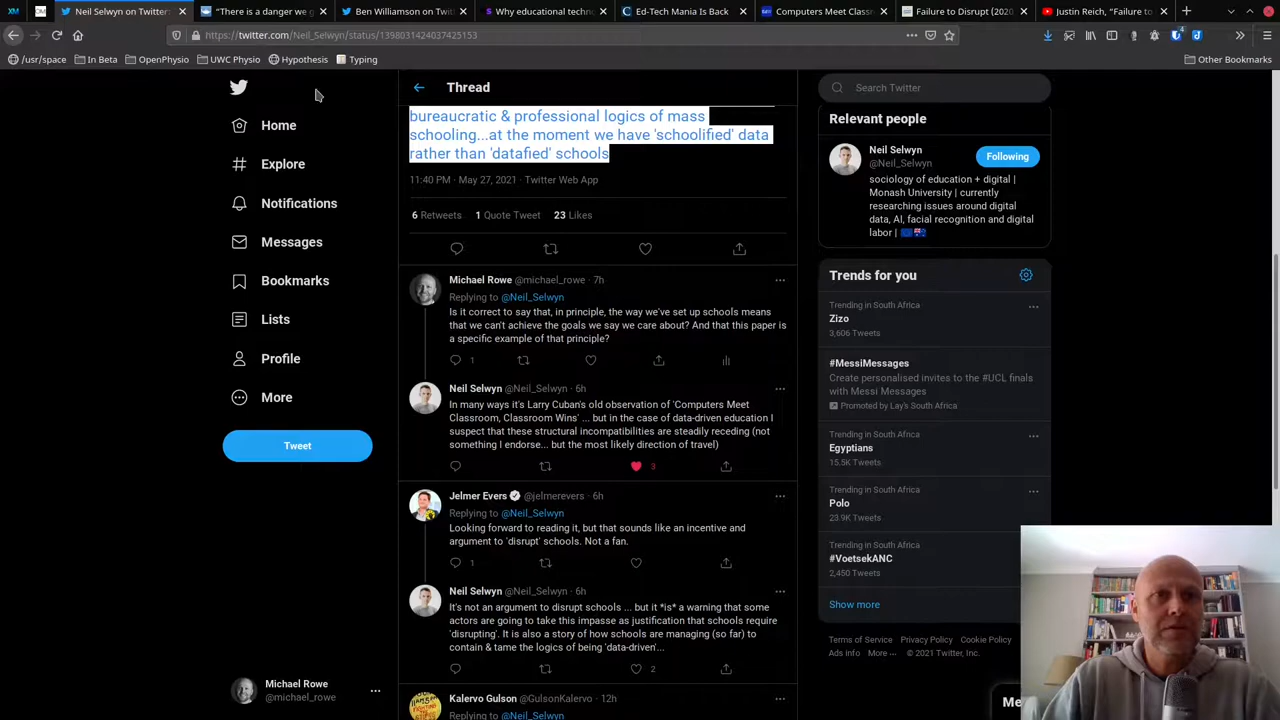 Neil Selwyn on Twitter:
"There is a danger we g
Ben Williamson on Twitt
Why educational techno
Ed-Tech Mania Is Back
Computers Meet Classr
Failure to Disrupt (2020
Justin Reich, "Failure to
https://twitter.com/Neil_Selwyn/status/1398031424037425153
/usr/space
In Beta
OpenPhysio
UWC Physio
Hypothesis
Typing
Other Bookmarks
Home
Explore
Notifications
Messages
Bookmarks
Lists
Profile
More
Tweet
Michael Rowe
@michael_rowe
Thread
bureaucratic & professional logics of mass
schooling...at the moment we have 'schoolified' data
rather than 'datafied' schools
11:40 PM · May 27, 2021 · Twitter Web App
6 Retweets 1 Quote Tweet 23 Likes
Michael Rowe @michael_rowe · 7h
Replying to @Neil_Selwyn
Is it correct to say that, in principle, the way we've set up schools means
that we can't achieve the goals we say we care about? And that this paper is
a specific example of that principle?
1
Neil Selwyn @Neil_Selwyn · 6h
In many ways it's Larry Cuban's old observation of 'Computers Meet
Classroom, Classroom Wins' ... but in the case of data-driven education I
suspect that these structural incompatibilities are steadily receding (not
something I endorse... but the most likely direction of travel)
3
Jelmer Evers @jelmerevers · 6h
Replying to @Neil_Selwyn
Looking forward to reading it, but that sounds like an incentive and
argument to 'disrupt' schools. Not a fan.
1
Neil Selwyn @Neil_Selwyn · 6h
It's not an argument to disrupt schools ... but it *is* a warning that some
actors are going to take this impasse as justification that schools require
'disrupting'. It is also a story of how schools are managing (so far) to
contain & tame the logics of being 'data-driven'...
2
Kalervo Gulson @GulsonKalervo · 12h
Replying to @Neil_Selwyn
Search Twitter
Relevant people
Neil Selwyn
@Neil_Selwyn
Following
sociology of education + digital |
Monash University | currently
researching issues around digital
data, AI, facial recognition and digital
labor |
Trends for you
Trending in South Africa
Zizo
3,606 Tweets
#MessiMessages
Create personalised invites to the #UCL finals
with Messi Messages
Promoted by Lay's South Africa
Trending in South Africa
Egyptians
15.5K Tweets
Trending in South Africa
Polo
23.9K Tweets
Trending in South Africa
#VoetsekANC
2,450 Tweets
Show more
Terms of Service Privacy Policy Cookie Policy
Ads info More ··· © 2021 Twitter, Inc.
Me